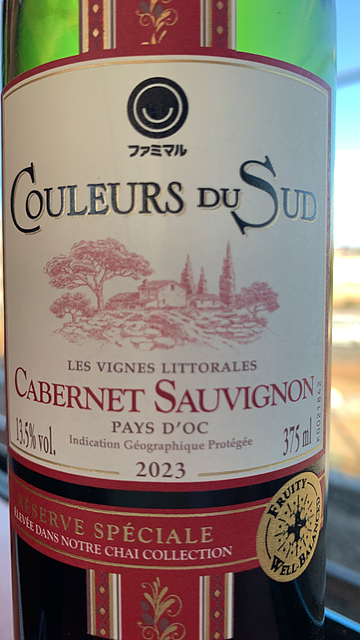 ファミマル
COULEURS DU SUD
LES VIGNES LITTORALES
CABERNET SAUVIGNON
PAYS D'OC
13.5% vol.
Indication Géographique Protégée
375 ml
2023
K0021842
RÉSERVE SPÉCIALE
ÉLEVÉE DANS NOTRE CHAI COLLECTION
FRUITY
WELL-BALANCED